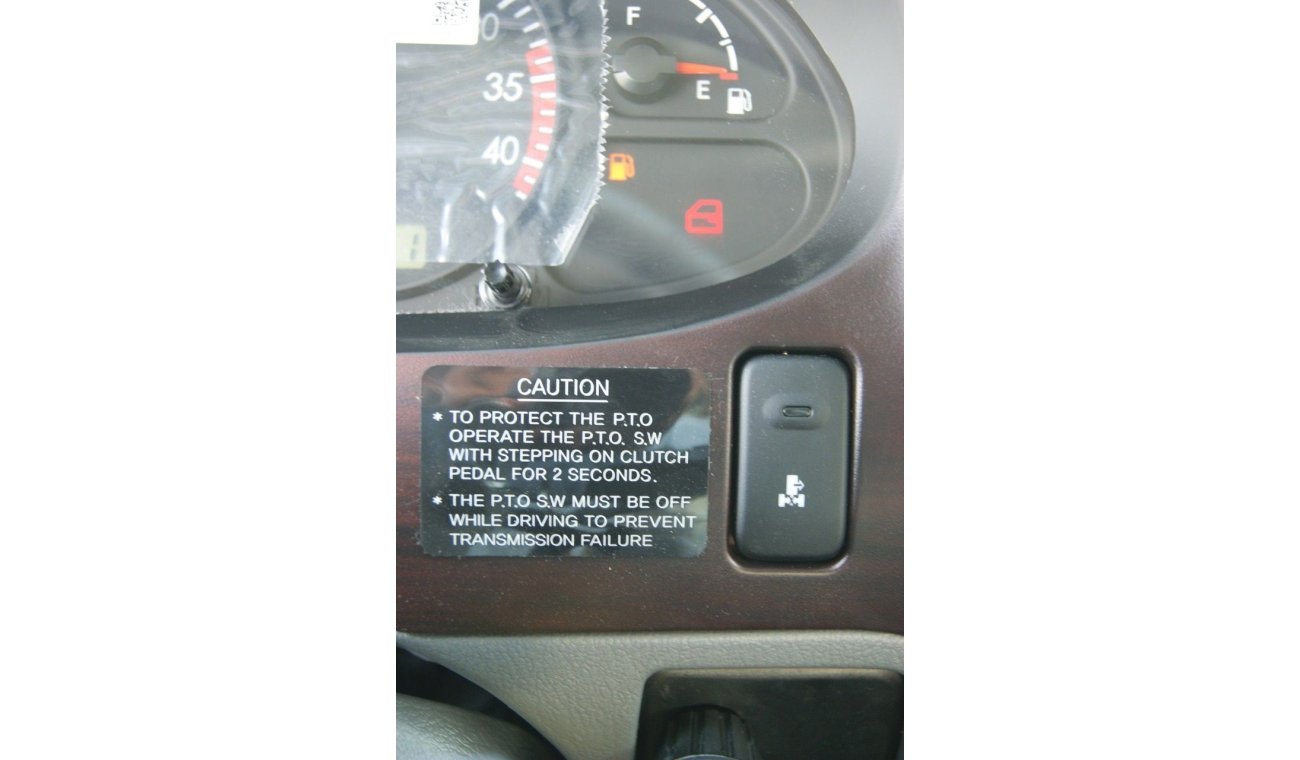 F
35
E
40
CAUTION
* TO PROTECT THE P.T.O
OPERATE THE P.T.O. S.W
WITH STEPPING ON CLUTCH
PEDAL FOR 2 SECONDS.
* THE P.T.O S.W MUST BE OFF
WHILE DRIVING TO PREVENT
TRANSMISSION FAILURE